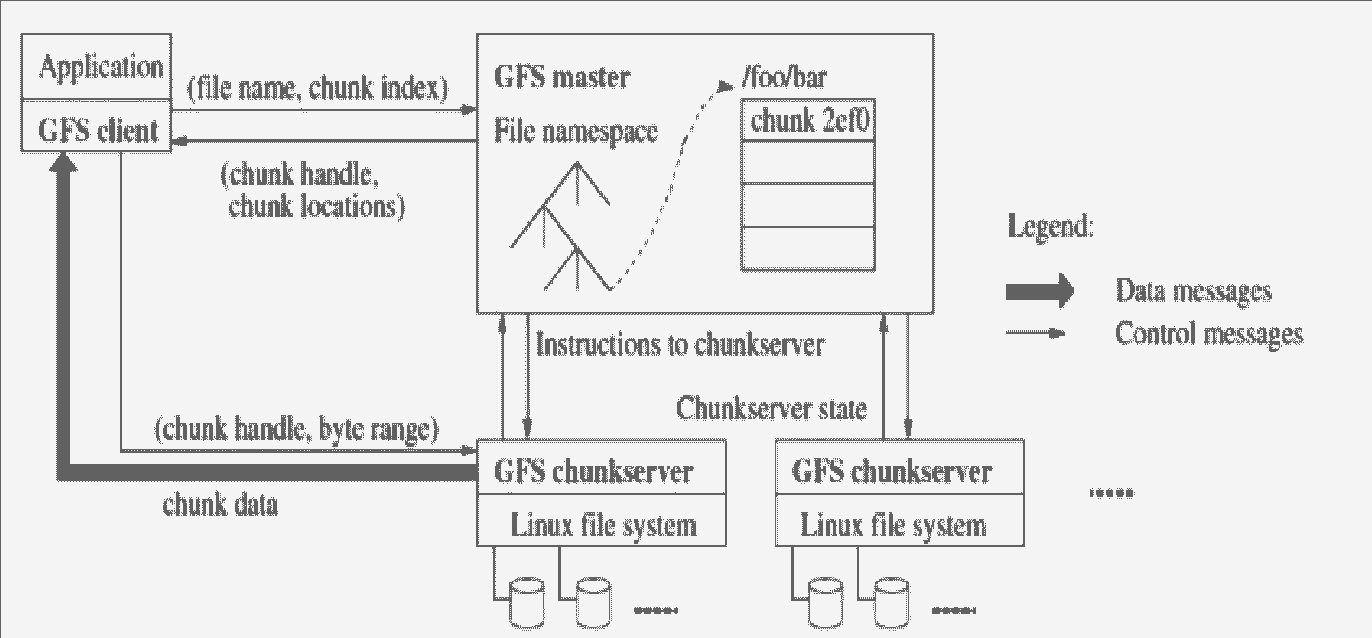 Application
GFS client
(file name, chunk index)
(chunk handle,
chunk locations)
GFS master
File namespace
/foo/bar
chunk 2ef0
Legend:
Data messages
Control messages
Instructions to chunkserver
Chunkserver state
(chunk handle, byte range)
chunk data
GFS chunkserver
Linux file system
GFS chunkserver
Linux file system